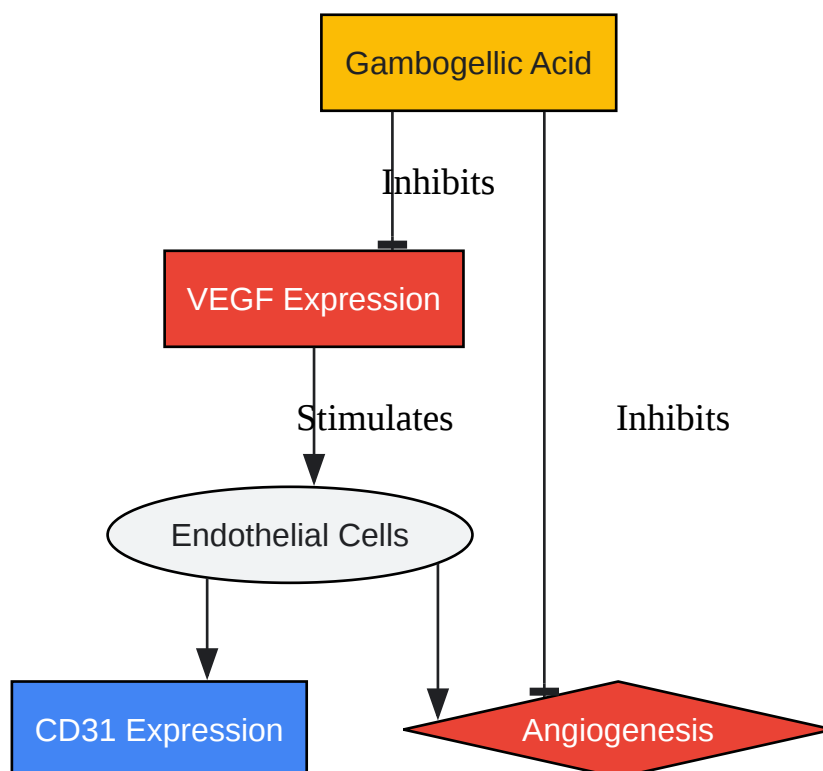 Gambogellic Acid
Inhibits
VEGF Expression
Stimulates
Inhibits
Endothelial Cells
CD31 Expression
Angiogenesis